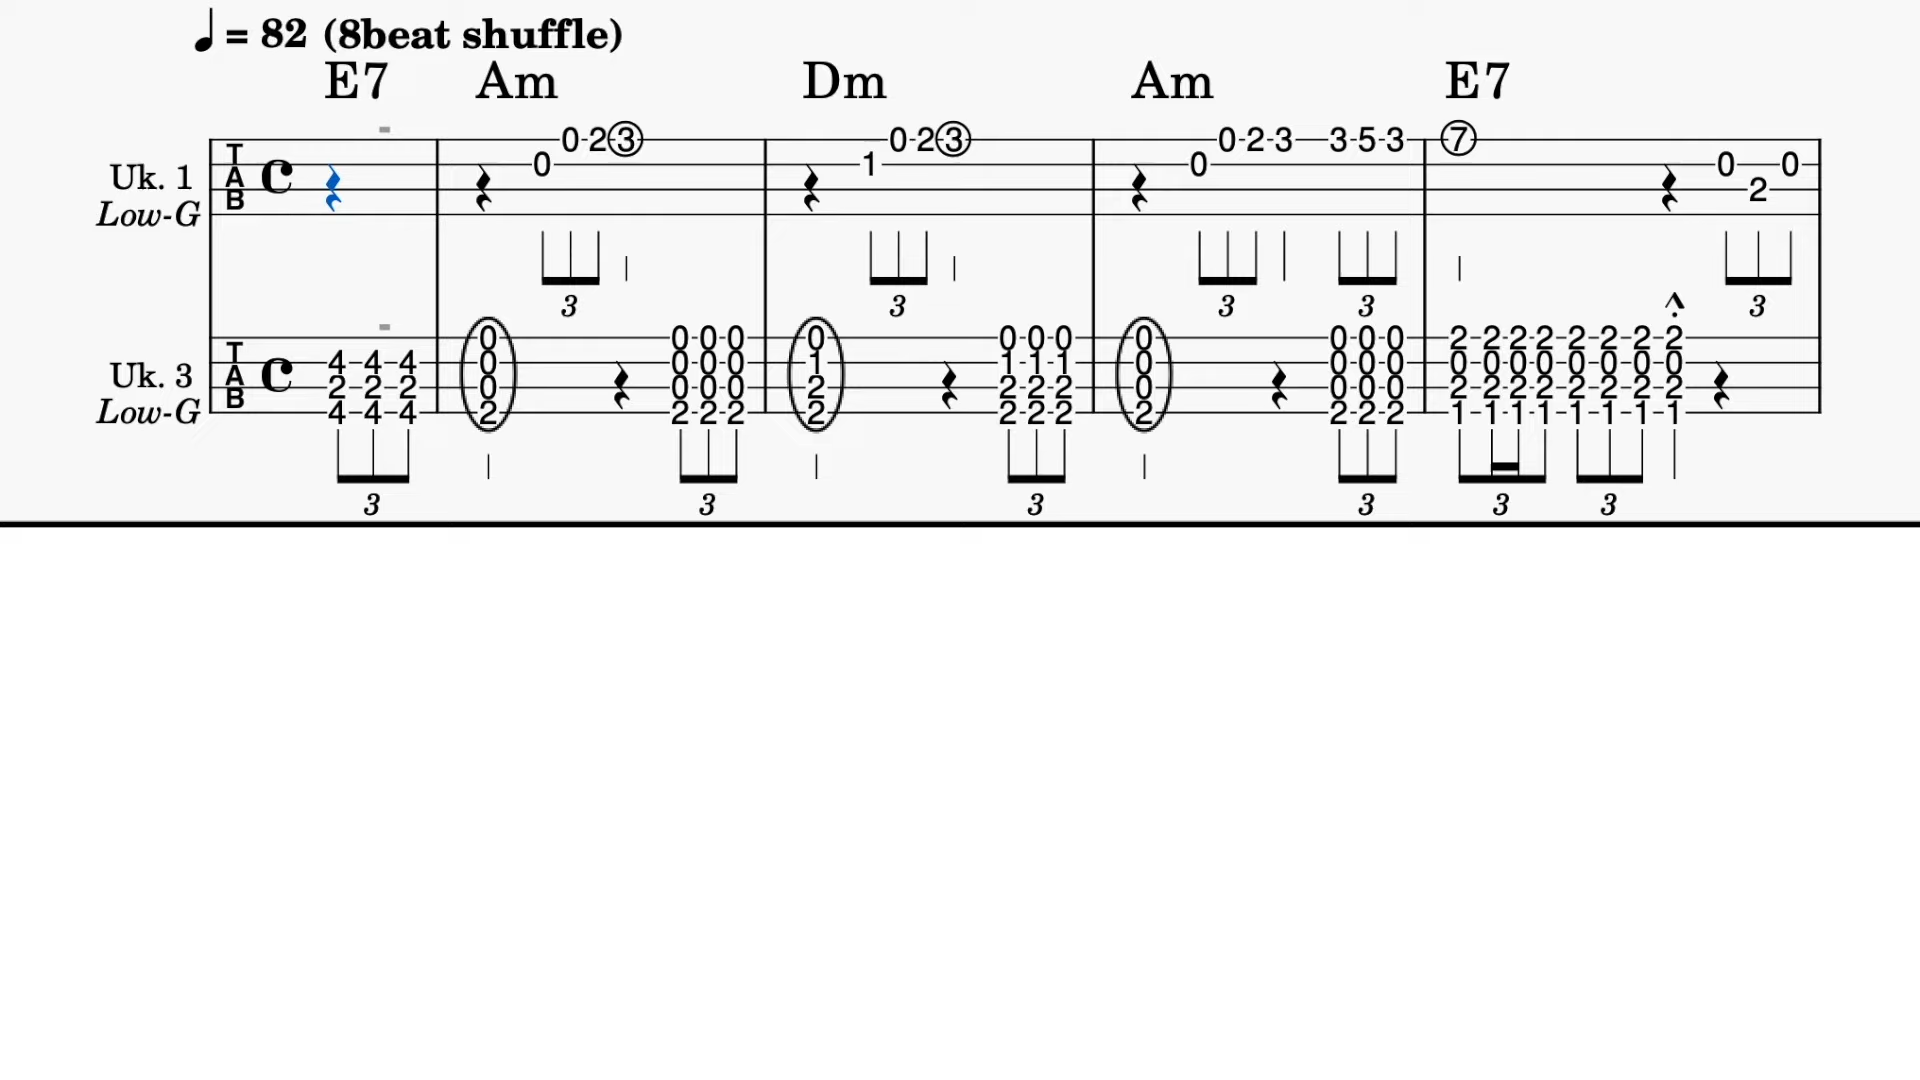 ♩ = 82 (8beat shuffle)
E7 Am Dm Am E7
0-2-3 0-2-3 0-2-3 3-5-3 7
Uk. 1 TAB C 0 1 0 0 0
Low-G 2
3 3 3 3 3
0 0-0-0 0 0-0-0 0 0-0-0 2-2-2-2-2-2-2-2
Uk. 3 TAB C 4-4-4 0 0-0-0 1 1-1-1 0 0-0-0 0-0-0-0-0-0-0-0
2-2-2 0 0-0-0 2 2-2-2 0 0-0-0 2-2-2-2-2-2-2-2
Low-G 4-4-4 2 2-2-2 2 2-2-2 2 2-2-2 1-1-1-1-1-1-1-1
3 3 3 3 3 3